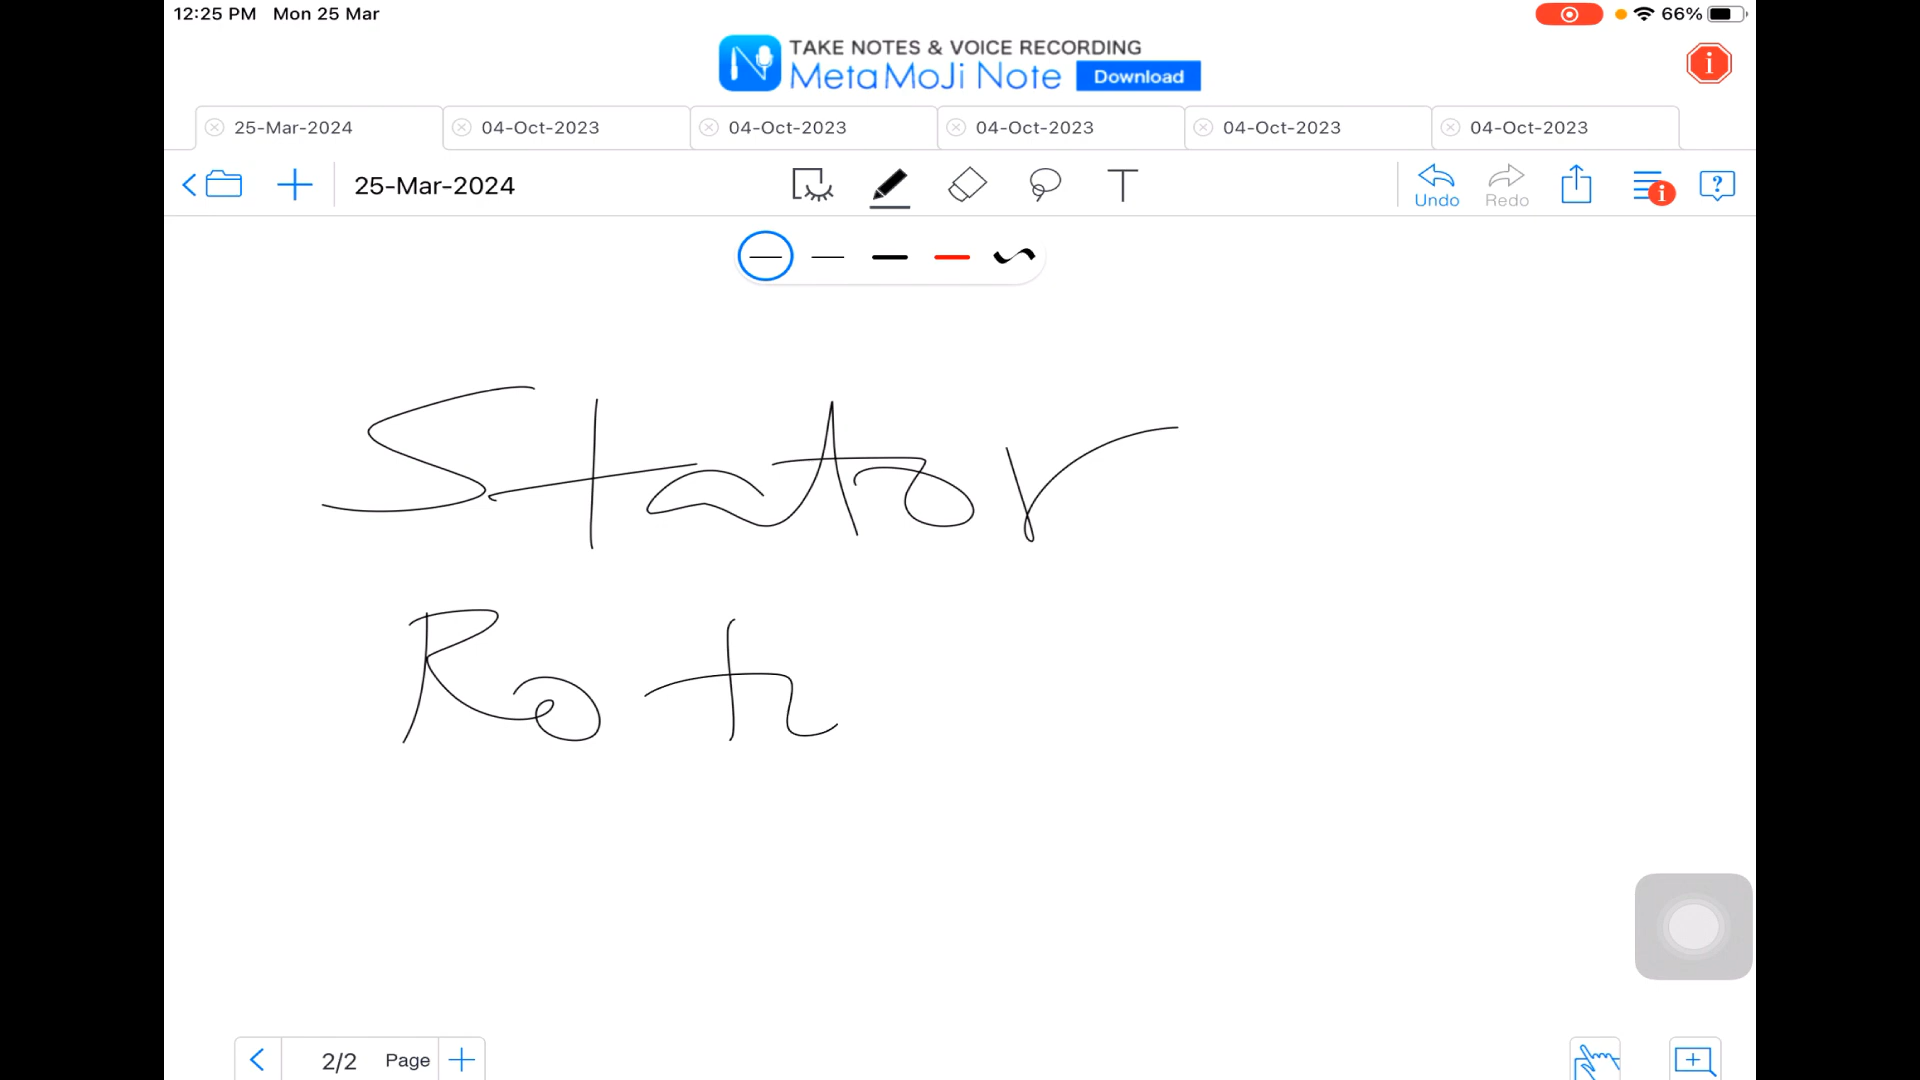 12:25 PM Mon 25 Mar 66%
TAKE NOTES & VOICE RECORDING
MetaMoJi Note Download
25-Mar-2024 04-Oct-2023 04-Oct-2023 04-Oct-2023 04-Oct-2023 04-Oct-2023
25-Mar-2024 T Undo Redo
Stator
Rot
2/2 Page